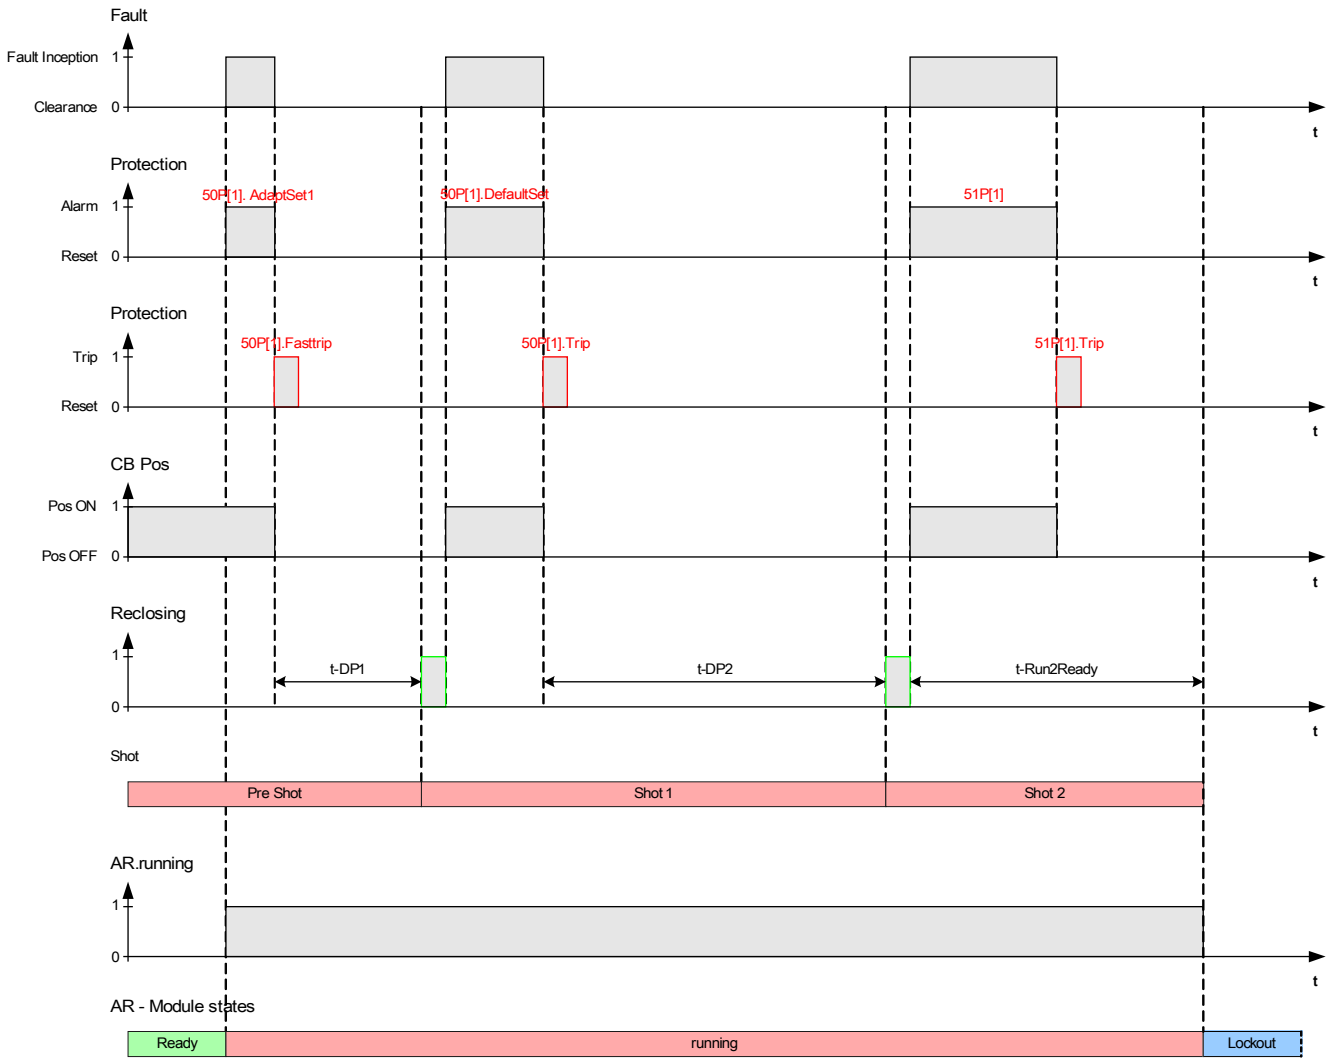 Fault
Fault Inception 1
Clearance 0
t
Protection
50P[1]. AdaptSet1 50P[1].DefaultSet 51P[1]
Alarm 1
Reset 0
t
Protection
50P[1].Fasttrip 50P[1].Trip 51P[1].Trip
Trip 1
Reset 0
t
CB Pos
Pos ON 1
Pos OFF 0
t
Reclosing
1
t-DP1 t-DP2 t-Run2Ready
0
t
Shot
Pre Shot Shot 1 Shot 2
AR.running
1
0
t
AR - Module states
Ready running Lockout